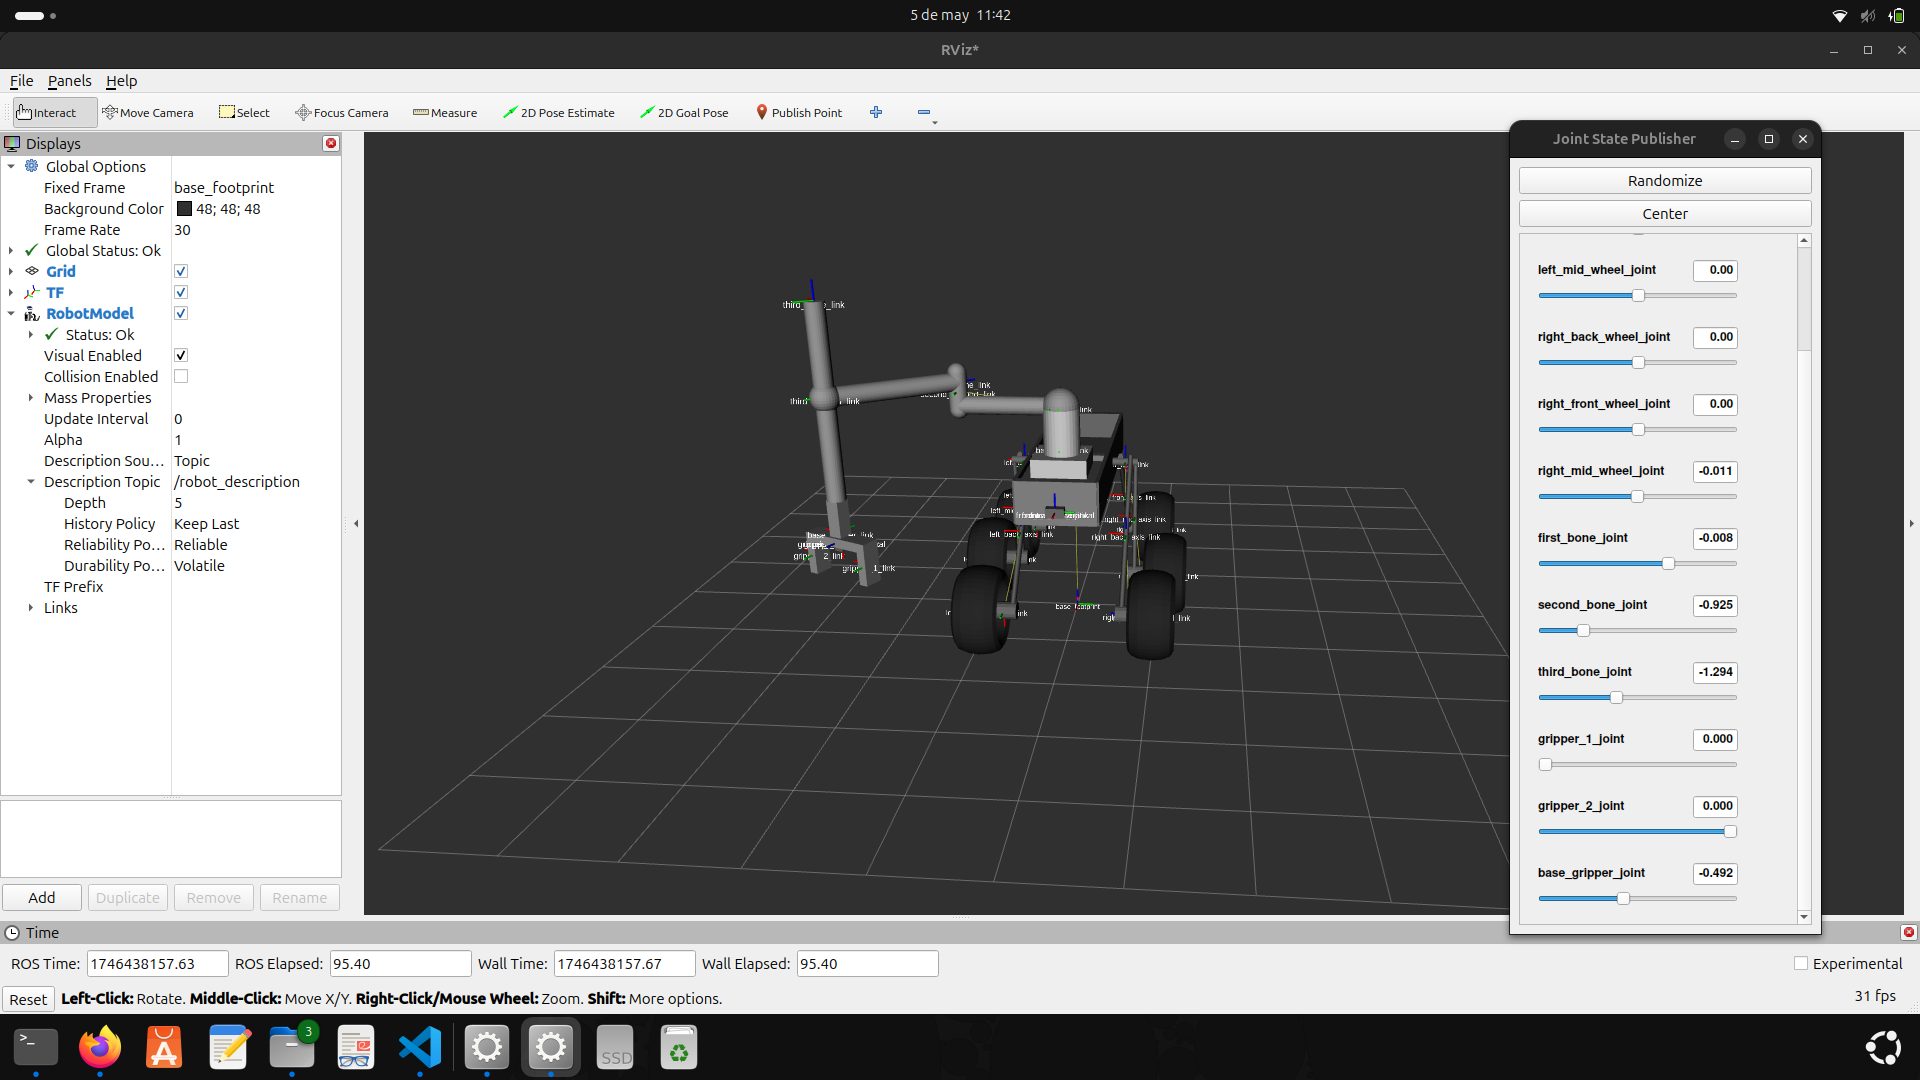 5 de may 11:42
RViz*
File Panels Help
Interact Move Camera Select Focus Camera Measure 2D Pose Estimate 2D Goal Pose Publish Point
Displays
Global Options
Fixed Frame base_footprint
Background Color 48; 48; 48
Frame Rate 30
Global Status: Ok
Grid
TF
RobotModel
Status: Ok
Visual Enabled
Collision Enabled
Mass Properties
Update Interval 0
Alpha 1
Description Sou... Topic
Description Topic /robot_description
Depth 5
History Policy Keep Last
Reliability Po... Reliable
Durability Po... Volatile
TF Prefix
Links
Add Duplicate Remove Rename
base_footprint
Joint State Publisher
Randomize
Center
left_mid_wheel_joint 0.00
right_back_wheel_joint 0.00
right_front_wheel_joint 0.00
right_mid_wheel_joint -0.011
first_bone_joint -0.008
second_bone_joint -0.925
third_bone_joint -1.294
gripper_1_joint 0.000
gripper_2_joint 0.000
base_gripper_joint -0.492
Time
ROS Time: 1746438157.63 ROS Elapsed: 95.40 Wall Time: 1746438157.67 Wall Elapsed: 95.40 Experimental
Reset Left-Click: Rotate. Middle-Click: Move X/Y. Right-Click/Mouse Wheel: Zoom. Shift: More options. 31 fps
3
SSD